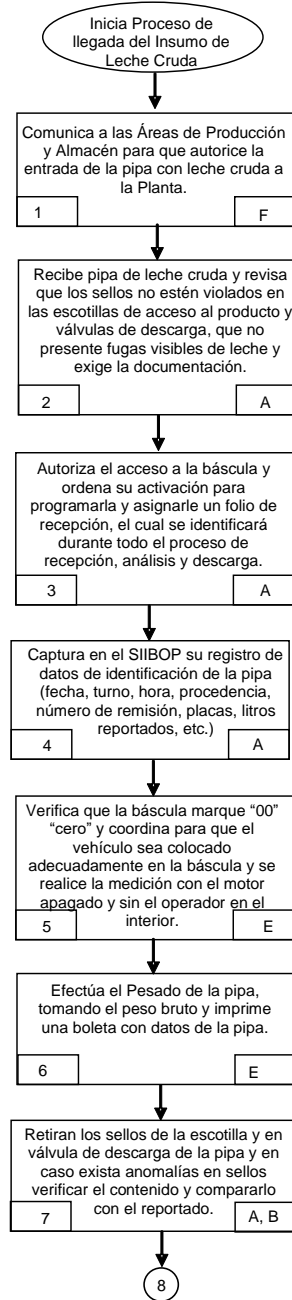 Inicia Proceso de
llegada del Insumo de
Leche Cruda
Comunica a las Áreas de Producción
y Almacén para que autorice la
entrada de la pipa con leche cruda a
la Planta.
1 F
Recibe pipa de leche cruda y revisa
que los sellos no estén violados en
las escotillas de acceso al producto y
válvulas de descarga, que no
presente fugas visibles de leche y
exige la documentación.
2 A
Autoriza el acceso a la báscula y
ordena su activación para
programarla y asignarle un folio de
recepción, el cual se identificará
durante todo el proceso de
recepción, análisis y descarga.
3 A
Captura en el SIIBOP su registro de
datos de identificación de la pipa
(fecha, turno, hora, procedencia,
número de remisión, placas, litros
reportados, etc.)
4 A
Verifica que la báscula marque “00”
“cero” y coordina para que el
vehículo sea colocado
adecuadamente en la báscula y se
realice la medición con el motor
apagado y sin el operador en el
interior.
5 E
Efectúa el Pesado de la pipa,
tomando el peso bruto y imprime
una boleta con datos de la pipa.
6 E
Retiran los sellos de la escotilla y en
válvula de descarga de la pipa y en
caso exista anomalías en sellos
verificar el contenido y compararlo
con el reportado.
7 A, B
8